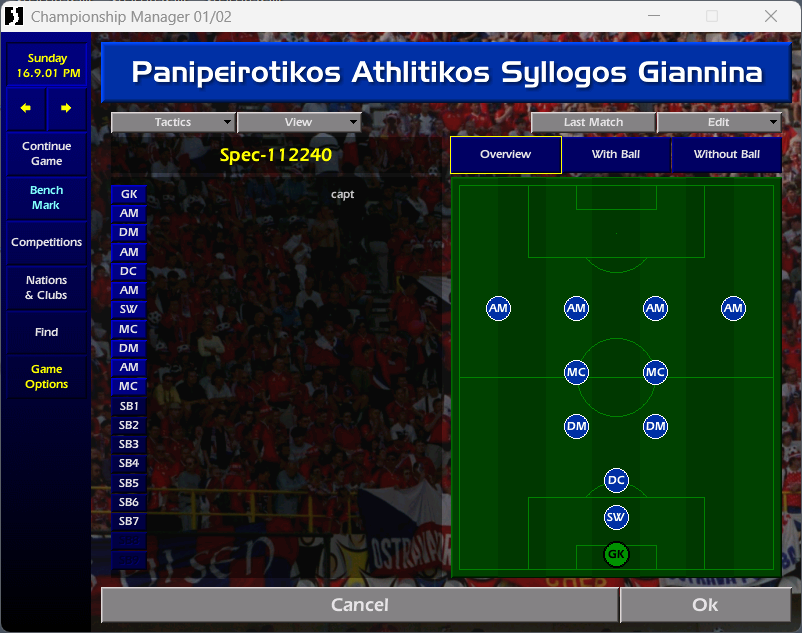 Championship Manager 01/02
Sunday
16.9.01 PM
Panipeirotikos Athlitikos Syllogos Giannina
Continue
Game
Bench
Mark
Competitions
Nations
& Clubs
Find
Game
Options
Tactics
View
Last Match
Edit
Spec-112240
Overview
With Ball
Without Ball
GK capt
AM
DM
AM
DC
AM
SW
MC
DM
AM
MC
SB1
SB2
SB3
SB4
SB5
SB6
SB7
AM AM AM AM
MC MC
DM DM
DC
SW
GK
OSTRAVA
CHEB
Cancel
Ok